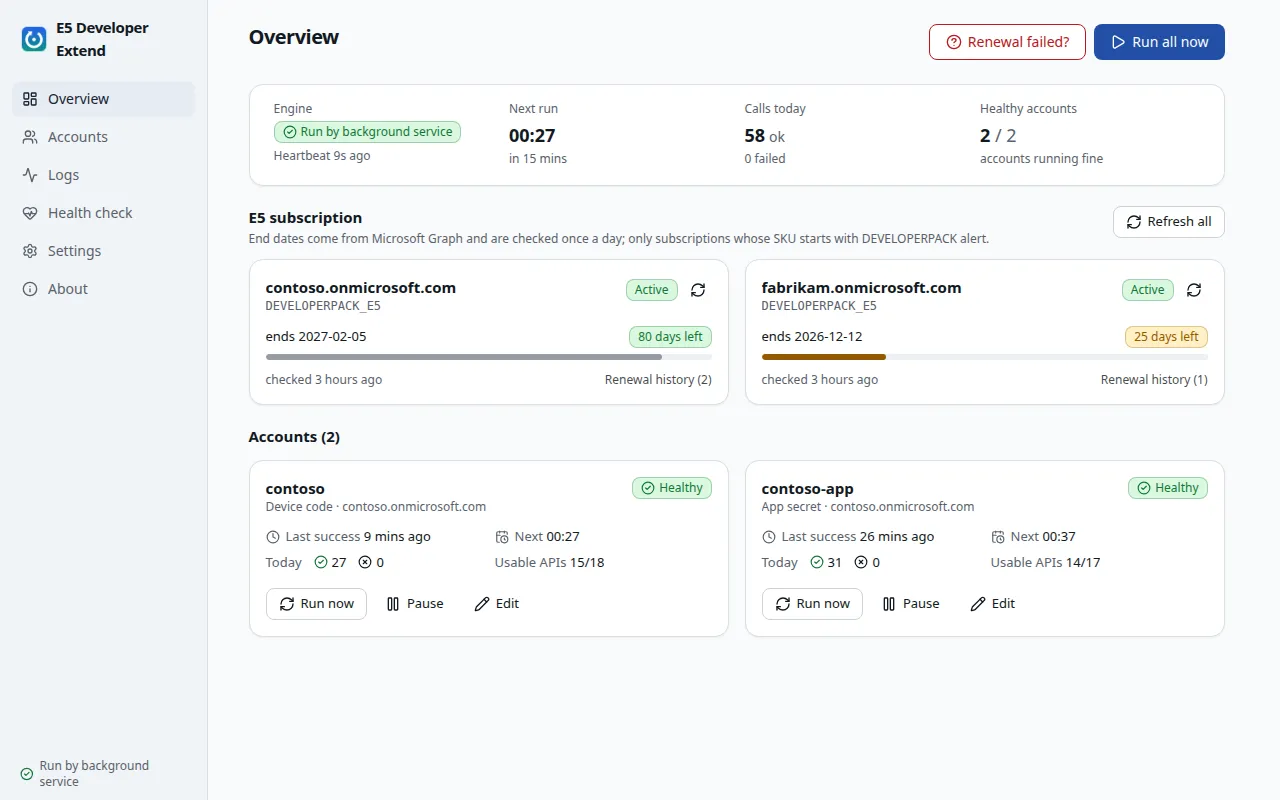 E5 Developer
Extend
Overview
Accounts
Logs
Health check
Settings
About
Run by background
service
Overview
Renewal failed?
Run all now
Engine
Run by background service
Heartbeat 9s ago
Next run
00:27
in 15 mins
Calls today
58 ok
0 failed
Healthy accounts
2 / 2
accounts running fine
E5 subscription
End dates come from Microsoft Graph and are checked once a day; only subscriptions whose SKU starts with DEVELOPERPACK alert.
Refresh all
contoso.onmicrosoft.com
Active
DEVELOPERPACK_E5
ends 2027-02-05
80 days left
checked 3 hours ago
Renewal history (2)
fabrikam.onmicrosoft.com
Active
DEVELOPERPACK_E5
ends 2026-12-12
25 days left
checked 3 hours ago
Renewal history (1)
Accounts (2)
contoso
Healthy
Device code · contoso.onmicrosoft.com
Last success 9 mins ago
Next 00:27
Today 27 0
Usable APIs 15/18
Run now
Pause
Edit
contoso-app
Healthy
App secret · contoso.onmicrosoft.com
Last success 26 mins ago
Next 00:37
Today 31 0
Usable APIs 14/17
Run now
Pause
Edit